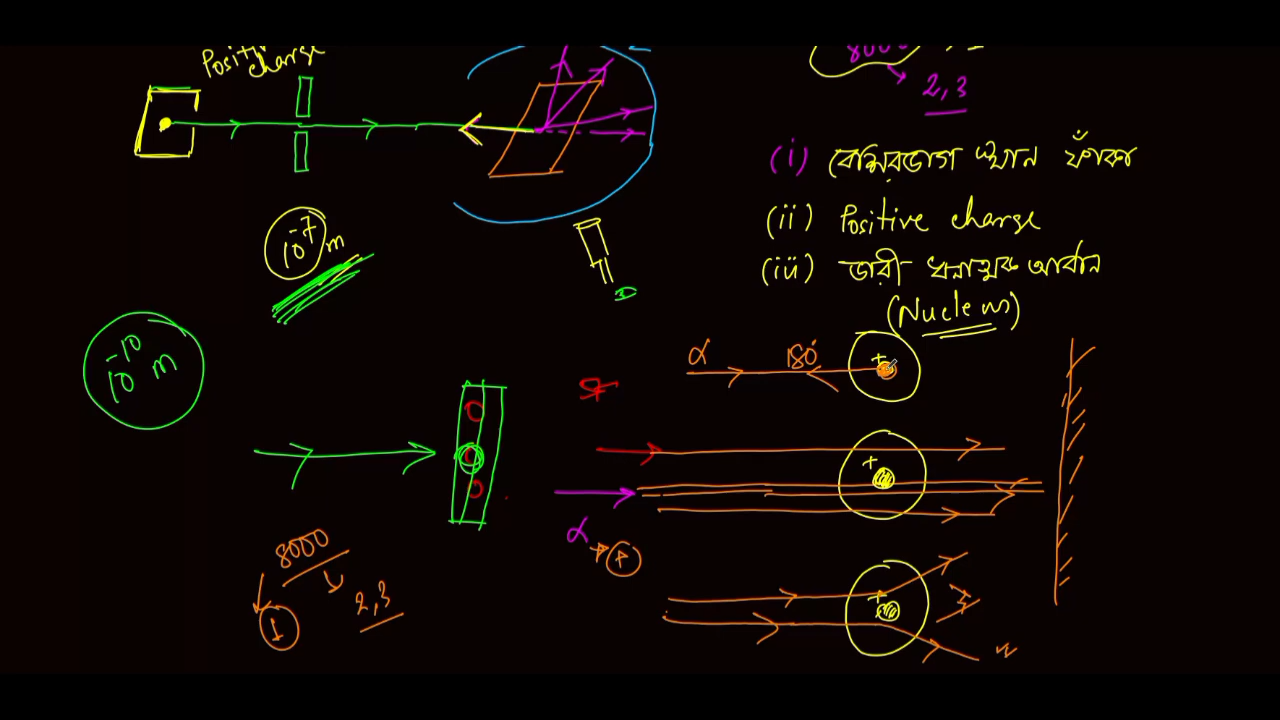 Positive charge
8000
2, 3
(i) বেশিরভাগ স্থান ফাঁকা
(ii) Positive charge
(iii) ভারী ধনাত্মক আধান
(Nucleus)
10⁻⁷ m
10⁻¹⁰ m
α 180° +
+
α
+
8000
2, 3
1